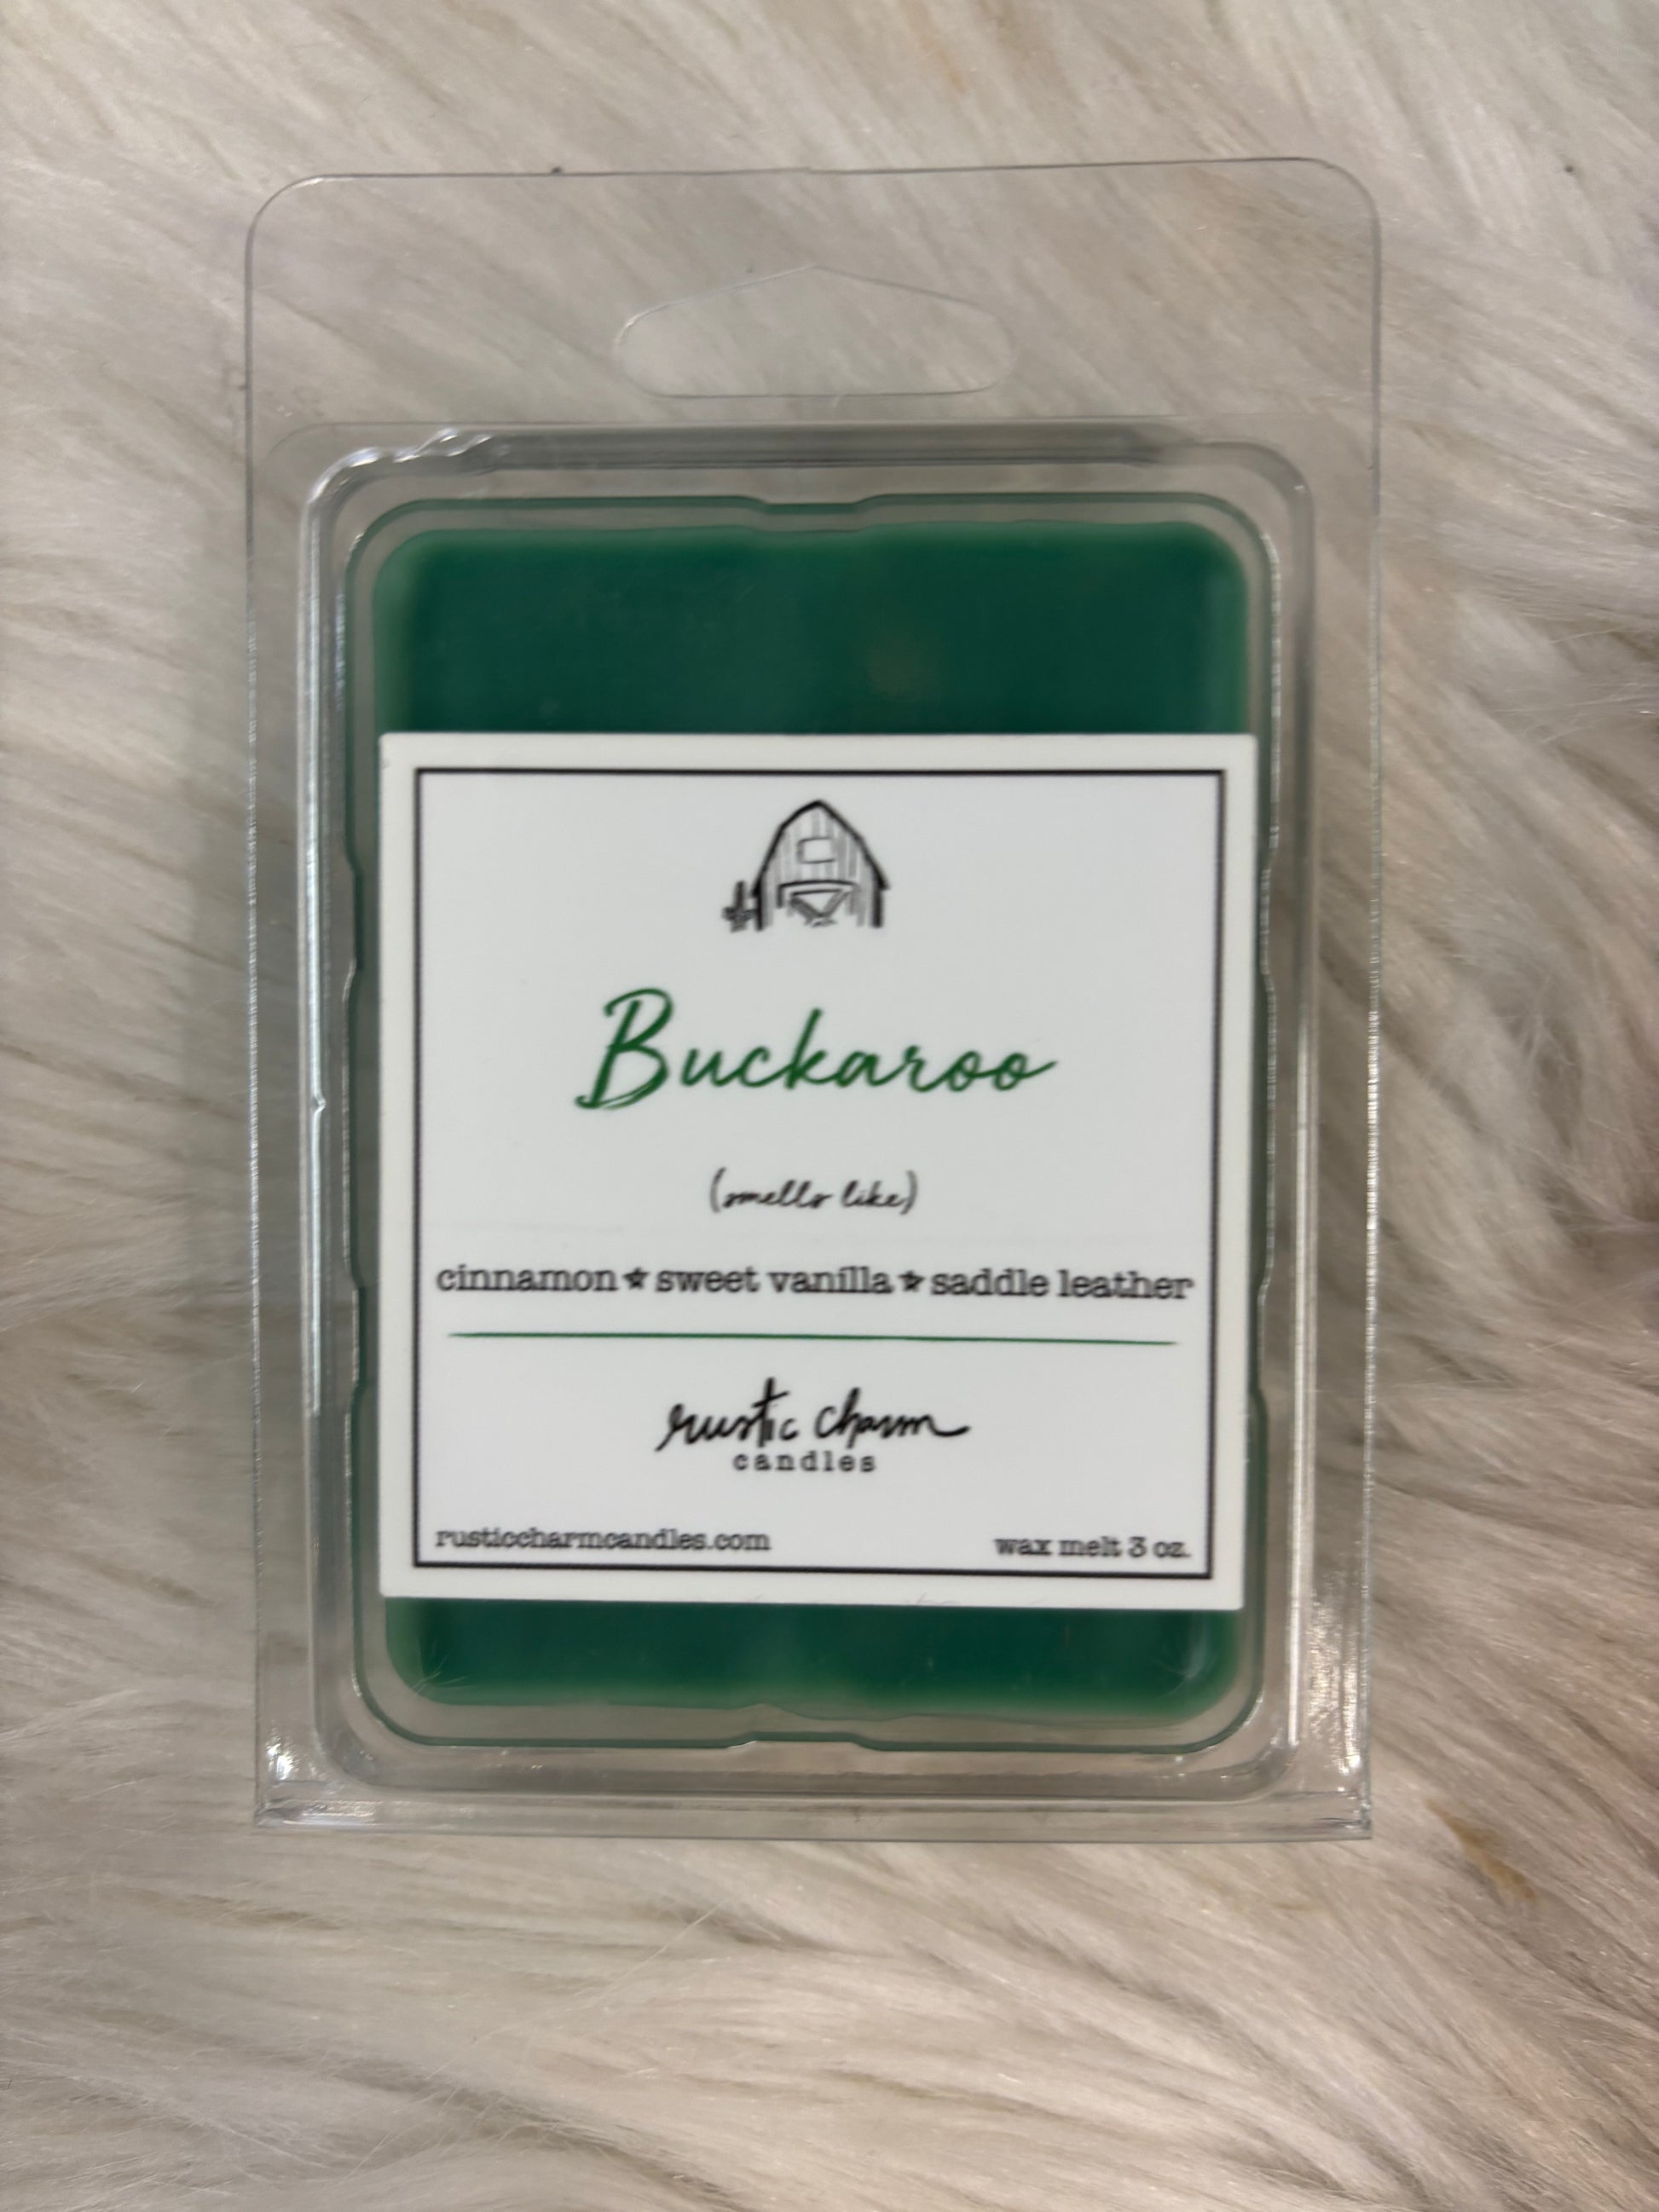 Buckaroo
(smells like)
cinnamon★sweet vanilla★saddle leather
rustic charm
candles
rusticcharmcandles.com wax melt 3 oz.